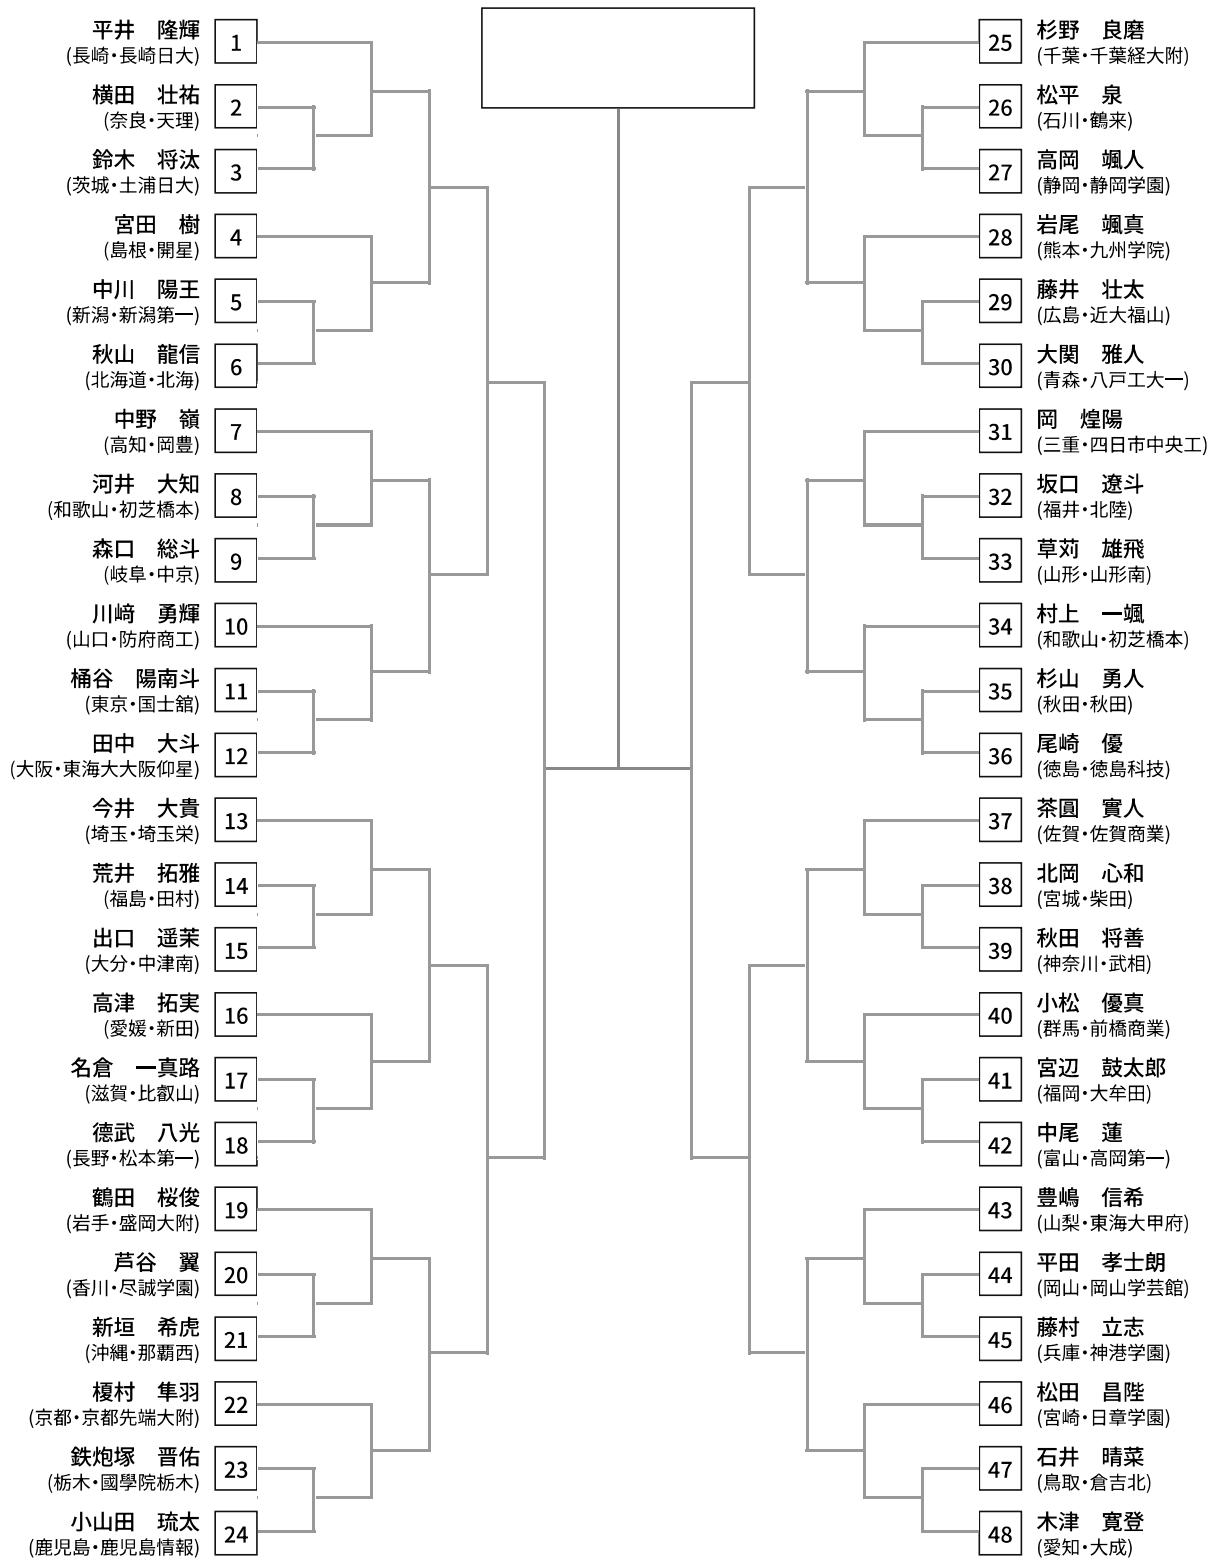 平井　隆輝
(長崎・長崎日大)
1
横田　壮祐
(奈良・天理)
2
鈴木　将汰
(茨城・土浦日大)
3
宮田　樹
(島根・開星)
4
中川　陽王
(新潟・新潟第一)
5
秋山　龍信
(北海道・北海)
6
中野　嶺
(高知・岡豊)
7
河井　大知
(和歌山・初芝橋本)
8
森口　総斗
(岐阜・中京)
9
川﨑　勇輝
(山口・防府商工)
10
桶谷　陽南斗
(東京・国士舘)
11
田中　大斗
(大阪・東海大大阪仰星)
12
今井　大貴
(埼玉・埼玉栄)
13
荒井　拓雅
(福島・田村)
14
出口　遥茉
(大分・中津南)
15
高津　拓実
(愛媛・新田)
16
名倉　一真路
(滋賀・比叡山)
17
德武　八光
(長野・松本第一)
18
鶴田　桜俊
(岩手・盛岡大附)
19
芦谷　翼
(香川・尽誠学園)
20
新垣　希虎
(沖縄・那覇西)
21
榎村　隼羽
(京都・京都先端大附)
22
鉄炮塚　晋佑
(栃木・國學院栃木)
23
小山田　琉太
(鹿児島・鹿児島情報)
24
25
杉野　良磨
(千葉・千葉経大附)
26
松平　泉
(石川・鶴来)
27
高岡　颯人
(静岡・静岡学園)
28
岩尾　颯真
(熊本・九州学院)
29
藤井　壮太
(広島・近大福山)
30
大関　雅人
(青森・八戸工大一)
31
岡　煌陽
(三重・四日市中央工)
32
坂口　遼斗
(福井・北陸)
33
草苅　雄飛
(山形・山形南)
34
村上　一颯
(和歌山・初芝橋本)
35
杉山　勇人
(秋田・秋田)
36
尾崎　優
(徳島・徳島科技)
37
茶圓　實人
(佐賀・佐賀商業)
38
北岡　心和
(宮城・柴田)
39
秋田　将善
(神奈川・武相)
40
小松　優真
(群馬・前橋商業)
41
宮辺　鼓太郎
(福岡・大牟田)
42
中尾　蓮
(富山・高岡第一)
43
豊嶋　信希
(山梨・東海大甲府)
44
平田　孝士朗
(岡山・岡山学芸館)
45
藤村　立志
(兵庫・神港学園)
46
松田　昌陛
(宮崎・日章学園)
47
石井　晴菜
(鳥取・倉吉北)
48
木津　寛登
(愛知・大成)